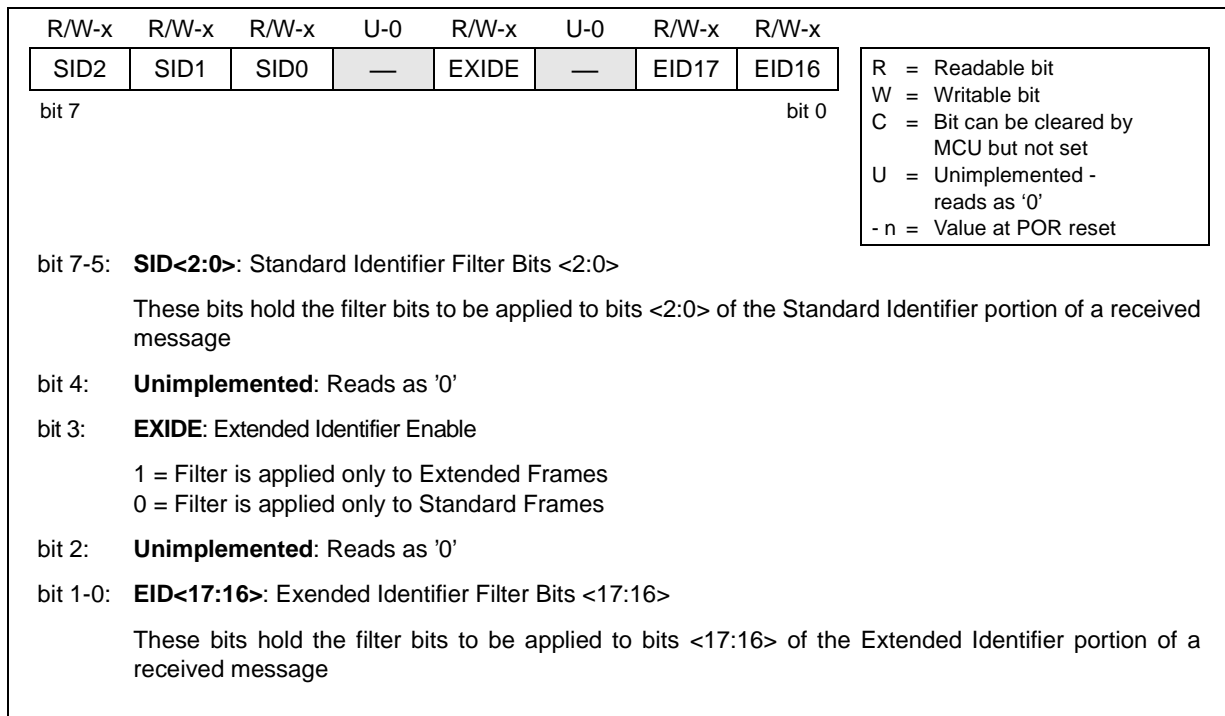 R/W-x R/W-x R/W-x U-0 R/W-x U-0 R/W-x R/W-x
SID2 SID1 SID0 — EXIDE — EID17 EID16
bit 7 bit 0
R = Readable bit
W = Writable bit
C = Bit can be cleared by
MCU but not set
U = Unimplemented -
reads as ‘0’
- n = Value at POR reset
bit 7-5: SID<2:0>: Standard Identifier Filter Bits <2:0>
These bits hold the filter bits to be applied to bits <2:0> of the Standard Identifier portion of a received
message
bit 4: Unimplemented: Reads as ’0’
bit 3: EXIDE: Extended Identifier Enable
1 = Filter is applied only to Extended Frames
0 = Filter is applied only to Standard Frames
bit 2: Unimplemented: Reads as ’0’
bit 1-0: EID<17:16>: Exended Identifier Filter Bits <17:16>
These bits hold the filter bits to be applied to bits <17:16> of the Extended Identifier portion of a
received message